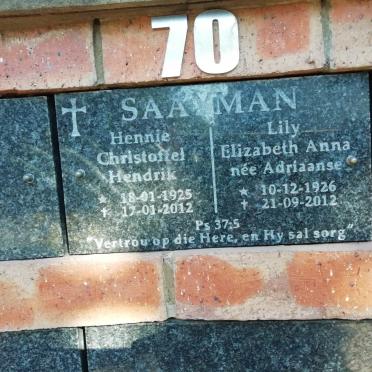 70
SAAYMAN
Hennie
Christoffel
Hendrik
* 18-01-1925
† 17-01-2012
Lily
Elizabeth Anna
née Adriaanse
* 10-12-1926
† 21-09-2012
Ps 37:5
"Vertrou op die Here, en Hy sal sorg"